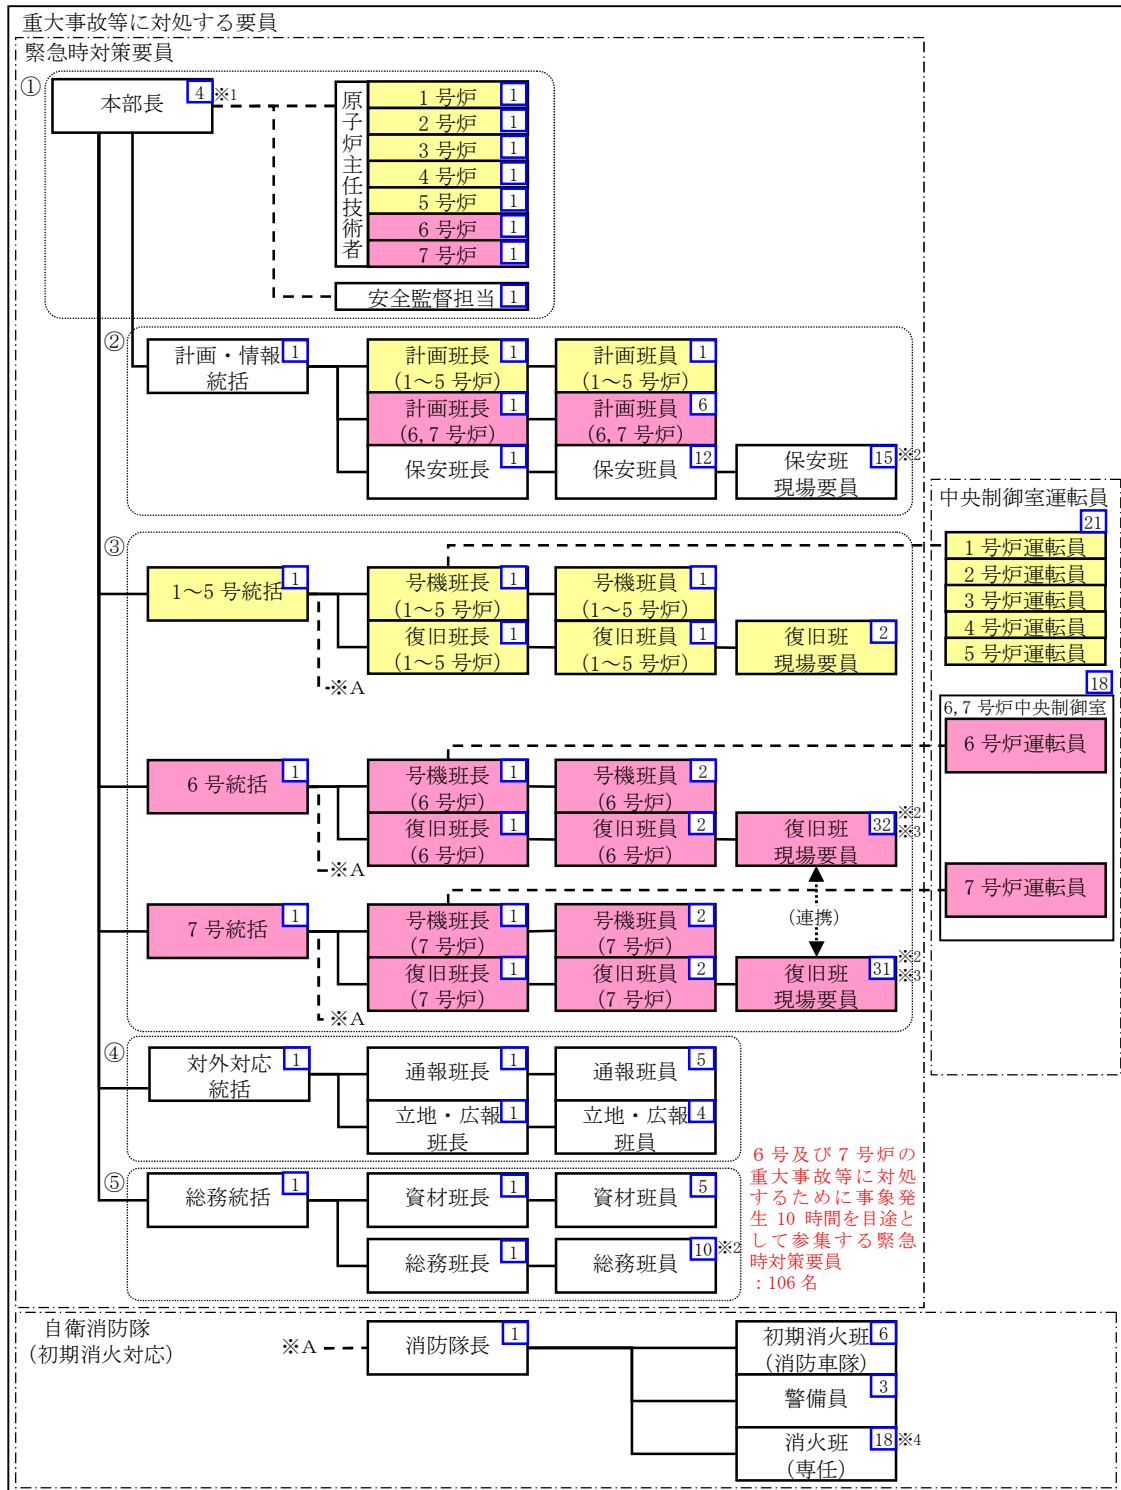 重大事故等に対処する要員
緊急時対策要員
①
本部長
4
※1
原子炉主任技術者
1号炉
1
2号炉
1
3号炉
1
4号炉
1
5号炉
1
6号炉
1
7号炉
1
安全監督担当
1
②
計画・情報
統括
1
計画班長
(1～5号炉)
1
計画班員
(1～5号炉)
1
計画班長
(6,7号炉)
1
計画班員
(6,7号炉)
6
保安班長
1
保安班員
12
保安班
現場要員
15
※2
中央制御室運転員
21
1号炉運転員
2号炉運転員
3号炉運転員
4号炉運転員
5号炉運転員
18
6,7号炉中央制御室
6号炉運転員
7号炉運転員
③
1～5号統括
1
号機班長
(1～5号炉)
1
号機班員
(1～5号炉)
1
復旧班長
(1～5号炉)
1
復旧班員
(1～5号炉)
1
復旧班
現場要員
2
※A
6号統括
1
号機班長
(6号炉)
1
号機班員
(6号炉)
2
復旧班長
(6号炉)
1
復旧班員
(6号炉)
2
復旧班
現場要員
32
※2
※3
※A
(連携)
7号統括
1
号機班長
(7号炉)
1
号機班員
(7号炉)
2
復旧班長
(7号炉)
1
復旧班員
(7号炉)
2
復旧班
現場要員
31
※2
※3
※A
④
対外対応
統括
1
通報班長
1
通報班員
5
立地・広報
班長
1
立地・広報
班員
4
⑤
総務統括
1
資材班長
1
資材班員
5
総務班長
1
総務班員
10
※2
6号及び7号炉の
重大事故等に対処
するために事象発
生10時間を目途と
して参集する緊急
時対策要員
：106名
自衛消防隊
(初期消火対応)
※A
消防隊長
1
初期消火班
(消防車隊)
6
警備員
3
消火班
(専任)
18
※4